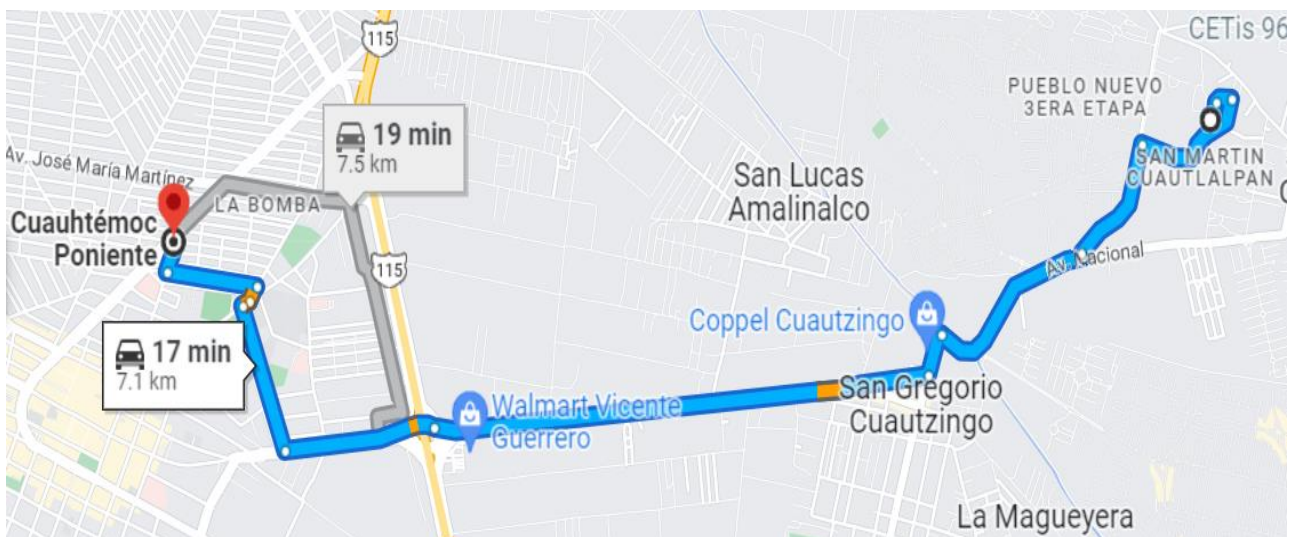 115
CETis 96
PUEBLO NUEVO
3ERA ETAPA
19 min
7.5 km
Av. José María Martínez
SAN MARTIN
CUAUTLALPAN
San Lucas
Amalinalco
LA BOMBA
Cuauhtémoc
Poniente
115
Av. Nacional
Coppel Cuautzingo
17 min
7.1 km
San Gregorio
Cuautzingo
Walmart Vicente
Guerrero
La Magueyera